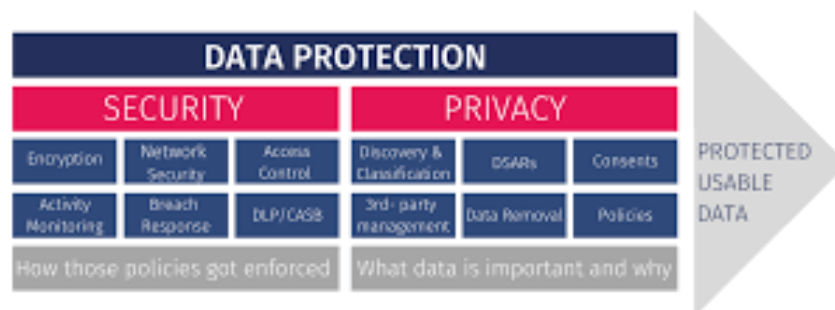 DATA PROTECTION
SECURITY
PRIVACY
Encryption
Network
Security
Access
Control
Discovery &
Classification
DSARs
Consents
Activity
Monitoring
Breach
Response
DLP/CASB
3rd- party
management
Data Removal
Policies
How those policies got enforced
What data is important and why
PROTECTED
USABLE
DATA